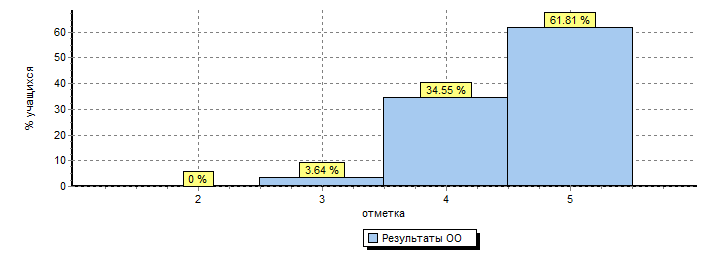 61.81 %
60
50
40
34.55 %
30
20
10
3.64 %
0 %
0
% учащихся
2 3 4 5
отметка
Результаты ОО